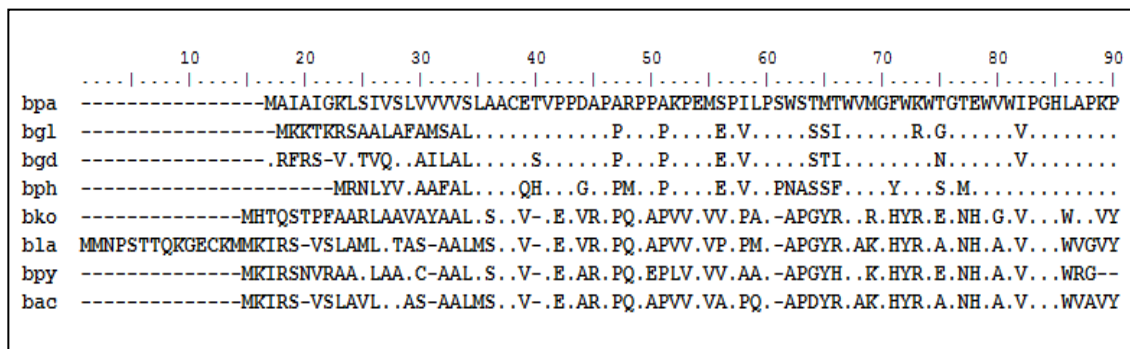 10 20 30 40 50 60 70 80 90
....|....|....|....|....|....|....|....|....|....|....|....|....|....|....|....|....|....|
bpa ----------------MAIAIGKLSIVSLVVVVSLAACETVPPDAPARPPAKPEMSPILPSWSTMTWVMGFWKWTGTEWVWIPGHLAPKP
bgl -----------------MKKTKRSAALAFAMSAL............P...P....E.V.....SSI......R.G......V........
bgd ----------------.RFRS-V.TVQ..AILAL.....S......P...P....E.V.....STI........N......V........
bph ----------------------MRNLYV.AAFAL....QH...G..PM..P....E.V..PNASSF....Y...S.M.............
bko --------------MHTQSTPFAARLAAVAYAAL.S..V-.E.VR.PQ.APVV.VV.PA.-APGYR..R.HYR.E.NH.G.V...W..VY
bla MMNPSTTQKGECKMMKIRS-VSLAML.TAS-AALMS..V-.E.VR.PQ.APVV.VP.PM.-APGYR.AK.HYR.A.NH.A.V...WVGVY
bpy --------------MKIRSNVRAA.LAA.C-AAL.S..V-.E.AR.PQ.EPLV.VV.AA.-APGYH..K.HYR.E.NH.A.V...WRG--
bac --------------MKIRS-VSLAVL..AS-AALMS..V-.E.AR.PQ.APVV.VA.PQ.-APDYR.AK.HYR.A.NH.A.V...WVAVY